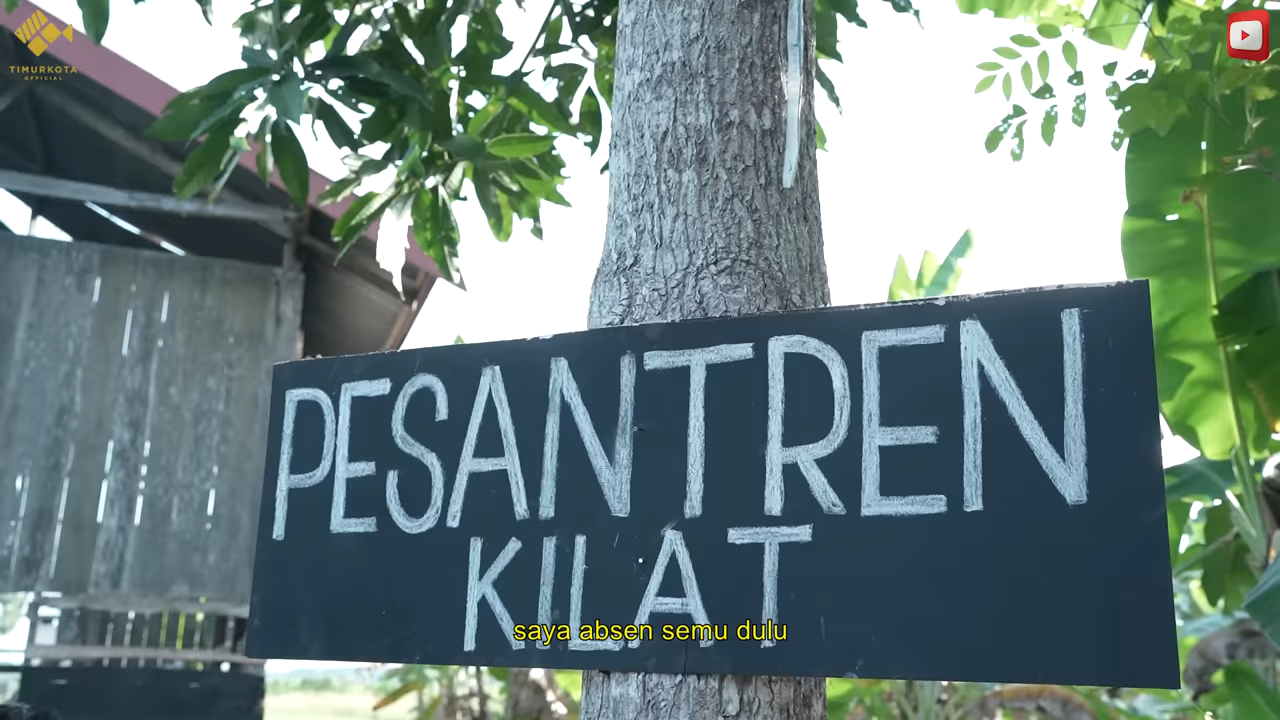 TIMURKOTA
OFFICIAL
PESANTREN
KILAT
saya absen semu dulu